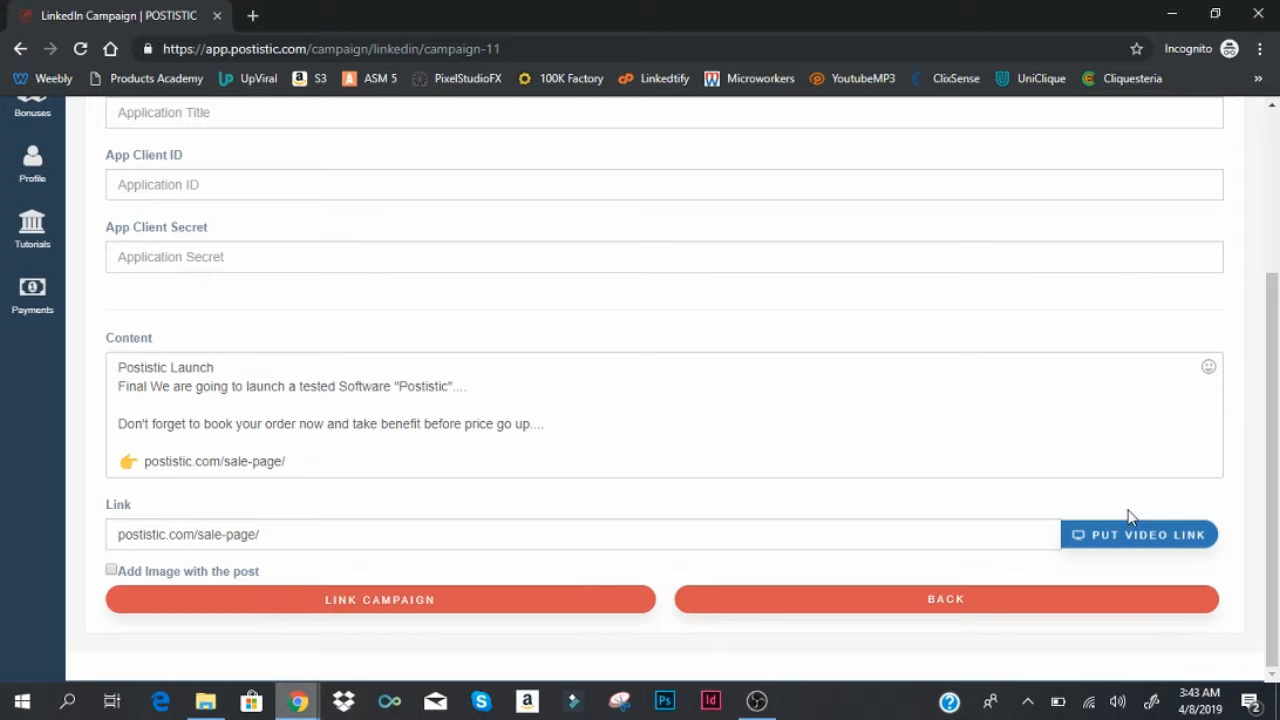 LinkedIn Campaign | POSTISTIC
https://app.postistic.com/campaign/linkedin/campaign-11
Incognito
Weebly
Products Academy
UpViral
S3
ASM 5
PixelStudioFX
100K Factory
Linkedtify
Microworkers
YoutubeMP3
ClixSense
UniClique
Cliquesteria
Bonuses
Profile
Tutorials
Payments
Application Title
App Client ID
Application ID
App Client Secret
Application Secret
Content
Postistic Launch
Final We are going to launch a tested Software "Postistic"....
Don't forget to book your order now and take benefit before price go up....
👉 postistic.com/sale-page/
Link
postistic.com/sale-page/
PUT VIDEO LINK
Add Image with the post
LINK CAMPAIGN
BACK
3:43 AM
4/8/2019
2